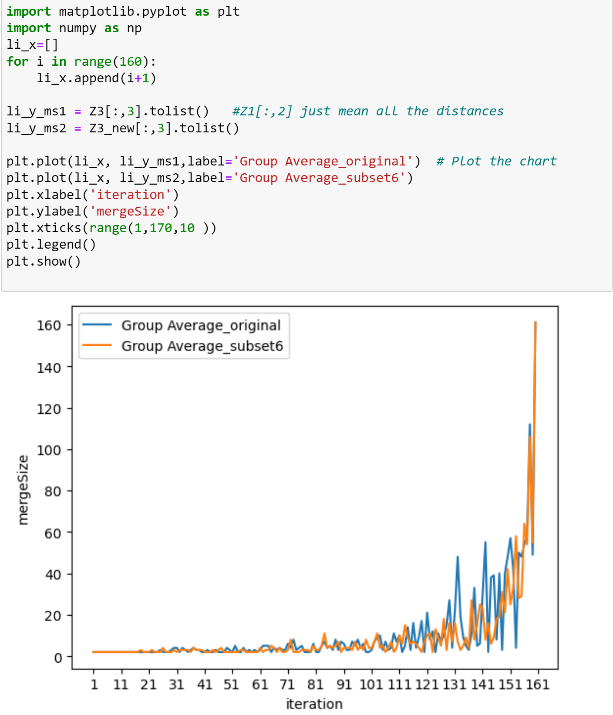 import matplotlib.pyplot as plt
import numpy as np
li_x=[]
for i in range(160):
    li_x.append(i+1)

li_y_ms1 = Z3[:,3].tolist()   #Z1[:,2] just mean all the distances
li_y_ms2 = Z3_new[:,3].tolist()

plt.plot(li_x, li_y_ms1,label='Group Average_original')  # Plot the chart
plt.plot(li_x, li_y_ms2,label='Group Average_subset6')
plt.xlabel('iteration')
plt.ylabel('mergeSize')
plt.xticks(range(1,170,10 ))
plt.legend()
plt.show()
Group Average_original
Group Average_subset6
160
140
120
100
80
60
40
20
0
mergeSize
1 11 21 31 41 51 61 71 81 91 101 111 121 131 141 151 161
iteration